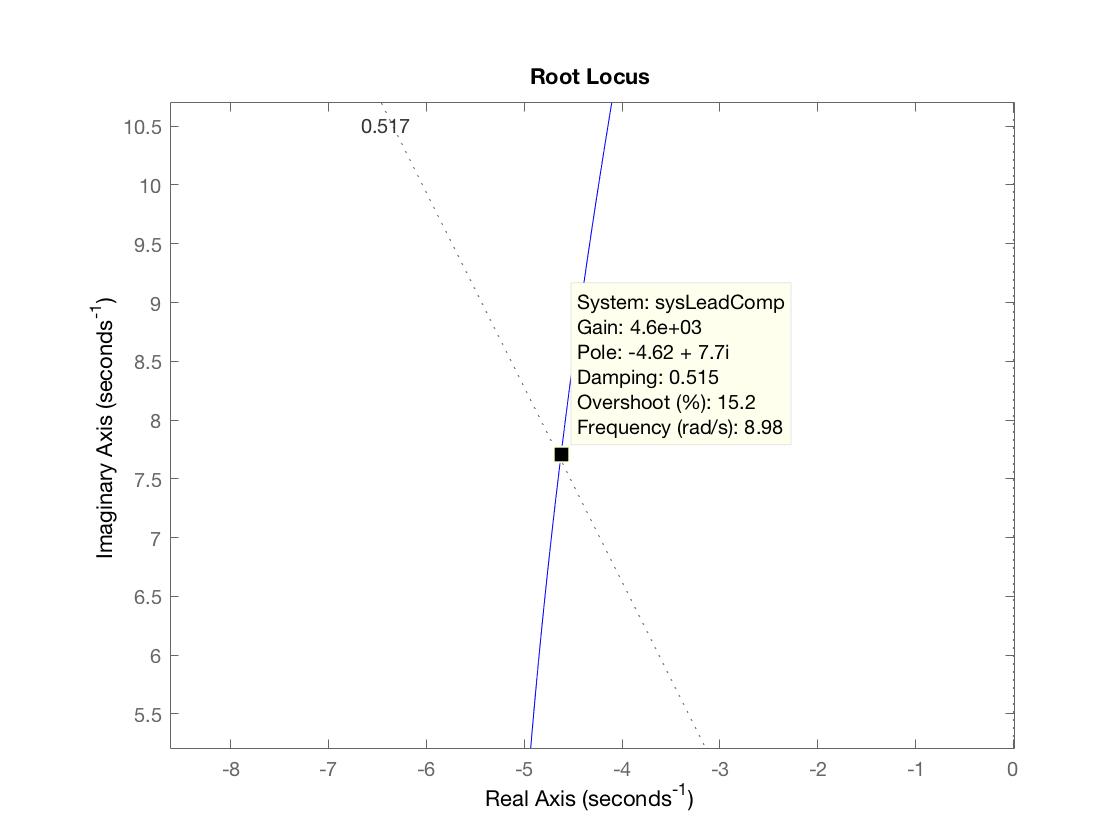 Root Locus
0.517
10.5
10
9.5
9
8.5
8
7.5
7
6.5
6
5.5
Imaginary Axis (seconds⁻¹)
System: sysLeadComp
Gain: 4.6e+03
Pole: -4.62 + 7.7i
Damping: 0.515
Overshoot (%): 15.2
Frequency (rad/s): 8.98
-8 -7 -6 -5 -4 -3 -2 -1 0
Real Axis (seconds⁻¹)